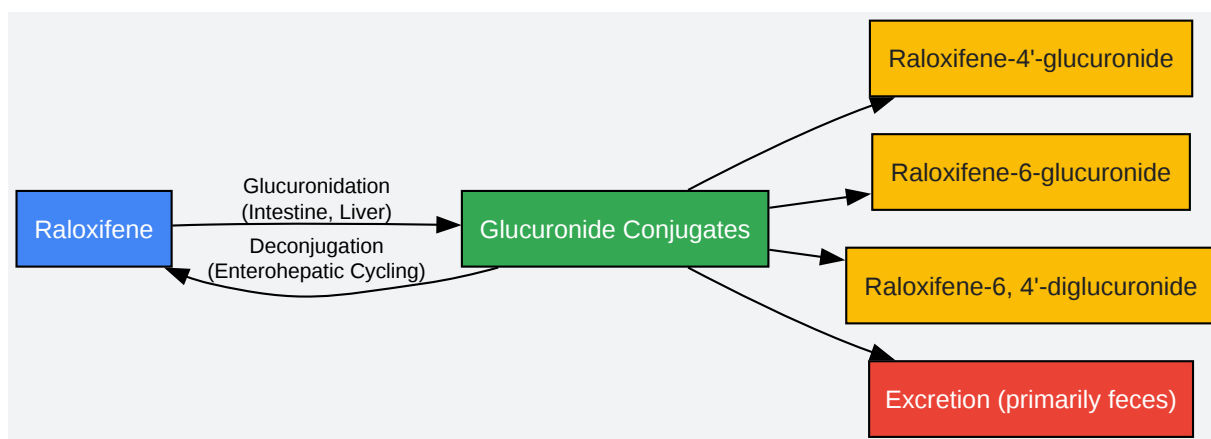 Raloxifene
Glucuronidation
(Intestine, Liver)
Deconjugation
(Enterohepatic Cycling)
Glucuronide Conjugates
Raloxifene-4'-glucuronide
Raloxifene-6-glucuronide
Raloxifene-6, 4'-diglucuronide
Excretion (primarily feces)